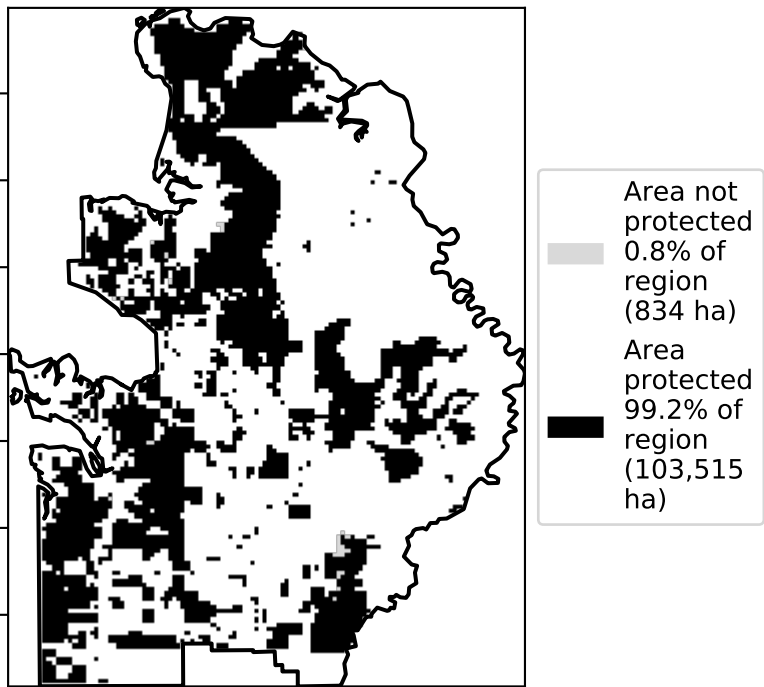 Area not
protected
0.8% of
region
(834 ha)
Area
protected
99.2% of
region
(103,515
ha)